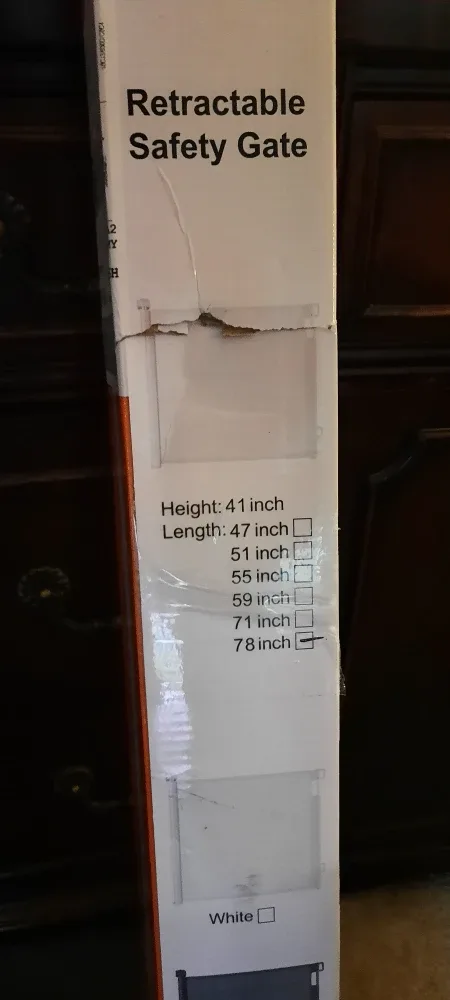 Retractable
Safety Gate
Height: 41 inch
Length: 47 inch
51 inch
55 inch
59 inch
71 inch
78 inch
White